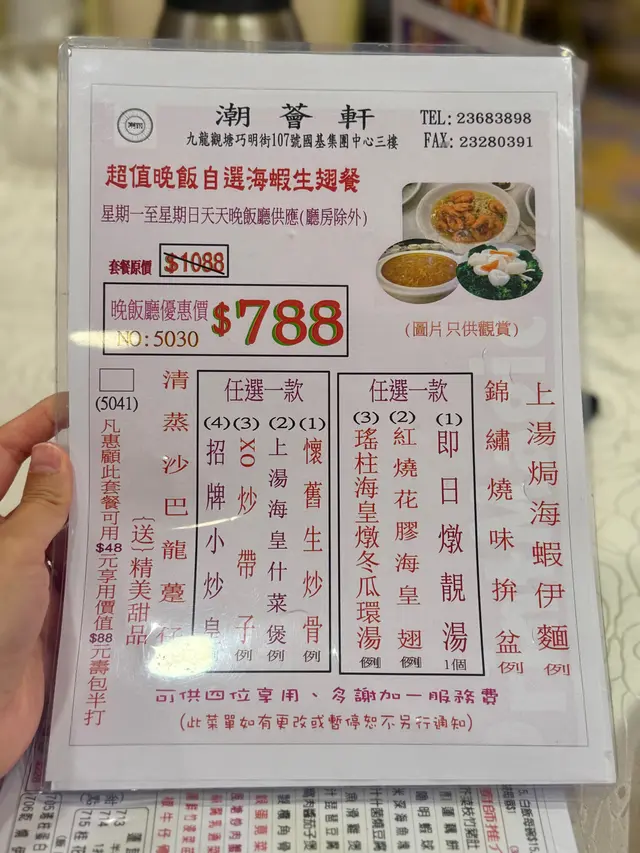 潮薈軒
九龍觀塘巧明街107號國基集團中心三樓
TEL: 23683898
FAX: 23280391
超值晚飯自選海蝦生翅餐
星期一至星期日天天晚飯廳供應(廳房除外)
套餐原價 $1088
晚飯廳優惠價
NO:5030
$788
(圖片只供觀賞)
上湯焗海蝦伊麵 例
錦繡燒味拚盆 例
任選一款
(1) 即日燉靚湯 1個
(2) 紅燒花膠海皇翅 例
(3) 瑤柱海皇燉冬瓜環湯 例
任選一款
(1) 懷舊生炒骨 例
(2) 上湯海皇什菜煲 例
(3) XO炒帶子 例
(4) 招牌小炒皇
清蒸沙巴龍躉仔
{送}精美甜品
(5041)
凡惠顧此套餐可用$48元享用價值$88元壽包半打
可供四位享用、多謝加一服務費
(此菜單如有更改或暫停恕不另行通知)